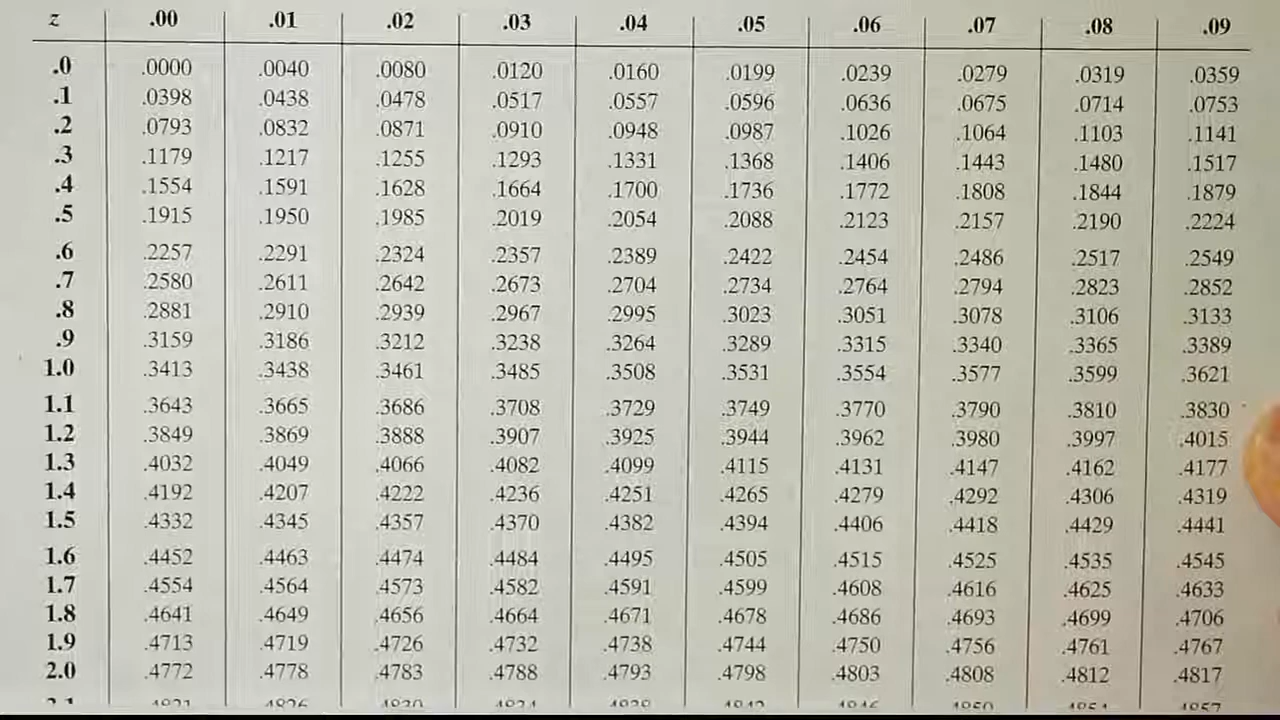 z .00 .01 .02 .03 .04 .05 .06 .07 .08 .09
.0 .0000 .0040 .0080 .0120 .0160 .0199 .0239 .0279 .0319 .0359
.1 .0398 .0438 .0478 .0517 .0557 .0596 .0636 .0675 .0714 .0753
.2 .0793 .0832 .0871 .0910 .0948 .0987 .1026 .1064 .1103 .1141
.3 .1179 .1217 .1255 .1293 .1331 .1368 .1406 .1443 .1480 .1517
.4 .1554 .1591 .1628 .1664 .1700 .1736 .1772 .1808 .1844 .1879
.5 .1915 .1950 .1985 .2019 .2054 .2088 .2123 .2157 .2190 .2224
.6 .2257 .2291 .2324 .2357 .2389 .2422 .2454 .2486 .2517 .2549
.7 .2580 .2611 .2642 .2673 .2704 .2734 .2764 .2794 .2823 .2852
.8 .2881 .2910 .2939 .2967 .2995 .3023 .3051 .3078 .3106 .3133
.9 .3159 .3186 .3212 .3238 .3264 .3289 .3315 .3340 .3365 .3389
1.0 .3413 .3438 .3461 .3485 .3508 .3531 .3554 .3577 .3599 .3621
1.1 .3643 .3665 .3686 .3708 .3729 .3749 .3770 .3790 .3810 .3830
1.2 .3849 .3869 .3888 .3907 .3925 .3944 .3962 .3980 .3997 .4015
1.3 .4032 .4049 .4066 .4082 .4099 .4115 .4131 .4147 .4162 .4177
1.4 .4192 .4207 .4222 .4236 .4251 .4265 .4279 .4292 .4306 .4319
1.5 .4332 .4345 .4357 .4370 .4382 .4394 .4406 .4418 .4429 .4441
1.6 .4452 .4463 .4474 .4484 .4495 .4505 .4515 .4525 .4535 .4545
1.7 .4554 .4564 .4573 .4582 .4591 .4599 .4608 .4616 .4625 .4633
1.8 .4641 .4649 .4656 .4664 .4671 .4678 .4686 .4693 .4699 .4706
1.9 .4713 .4719 .4726 .4732 .4738 .4744 .4750 .4756 .4761 .4767
2.0 .4772 .4778 .4783 .4788 .4793 .4798 .4803 .4808 .4812 .4817